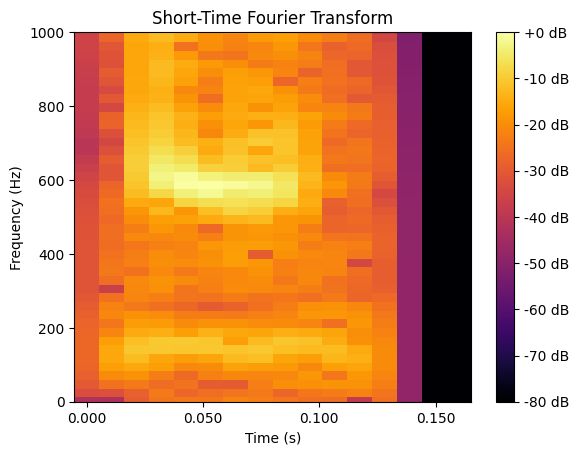 Short-Time Fourier Transform
1000
800
600
400
200
0
Frequency (Hz)
0.000
0.050
0.100
0.150
Time (s)
+0 dB
-10 dB
-20 dB
-30 dB
-40 dB
-50 dB
-60 dB
-70 dB
-80 dB